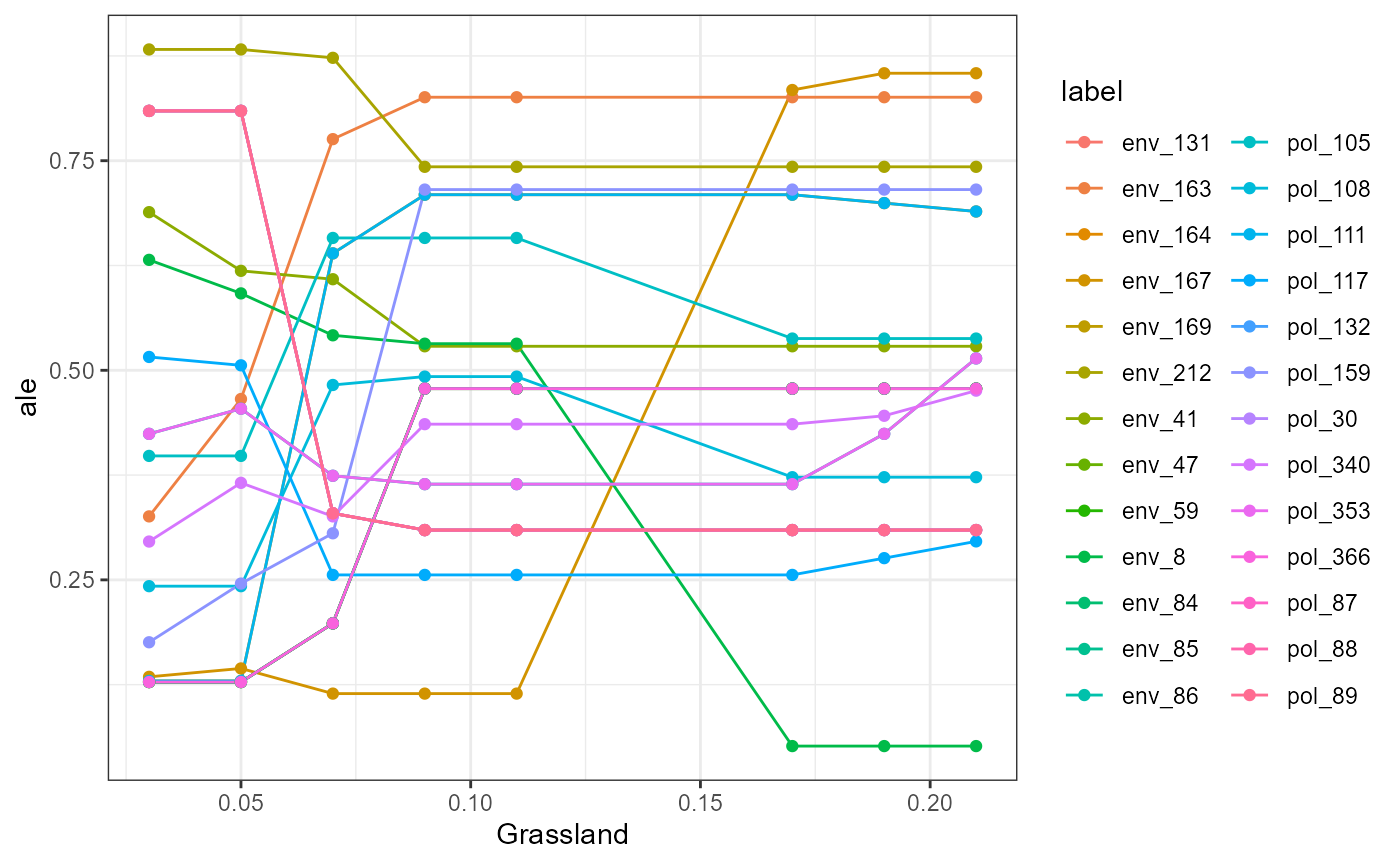 ale
0.75
0.50
0.25
0.05 0.10 0.15 0.20
Grassland
label
env_131 pol_105
env_163 pol_108
env_164 pol_111
env_167 pol_117
env_169 pol_132
env_212 pol_159
env_41 pol_30
env_47 pol_340
env_59 pol_353
env_8 pol_366
env_84 pol_87
env_85 pol_88
env_86 pol_89